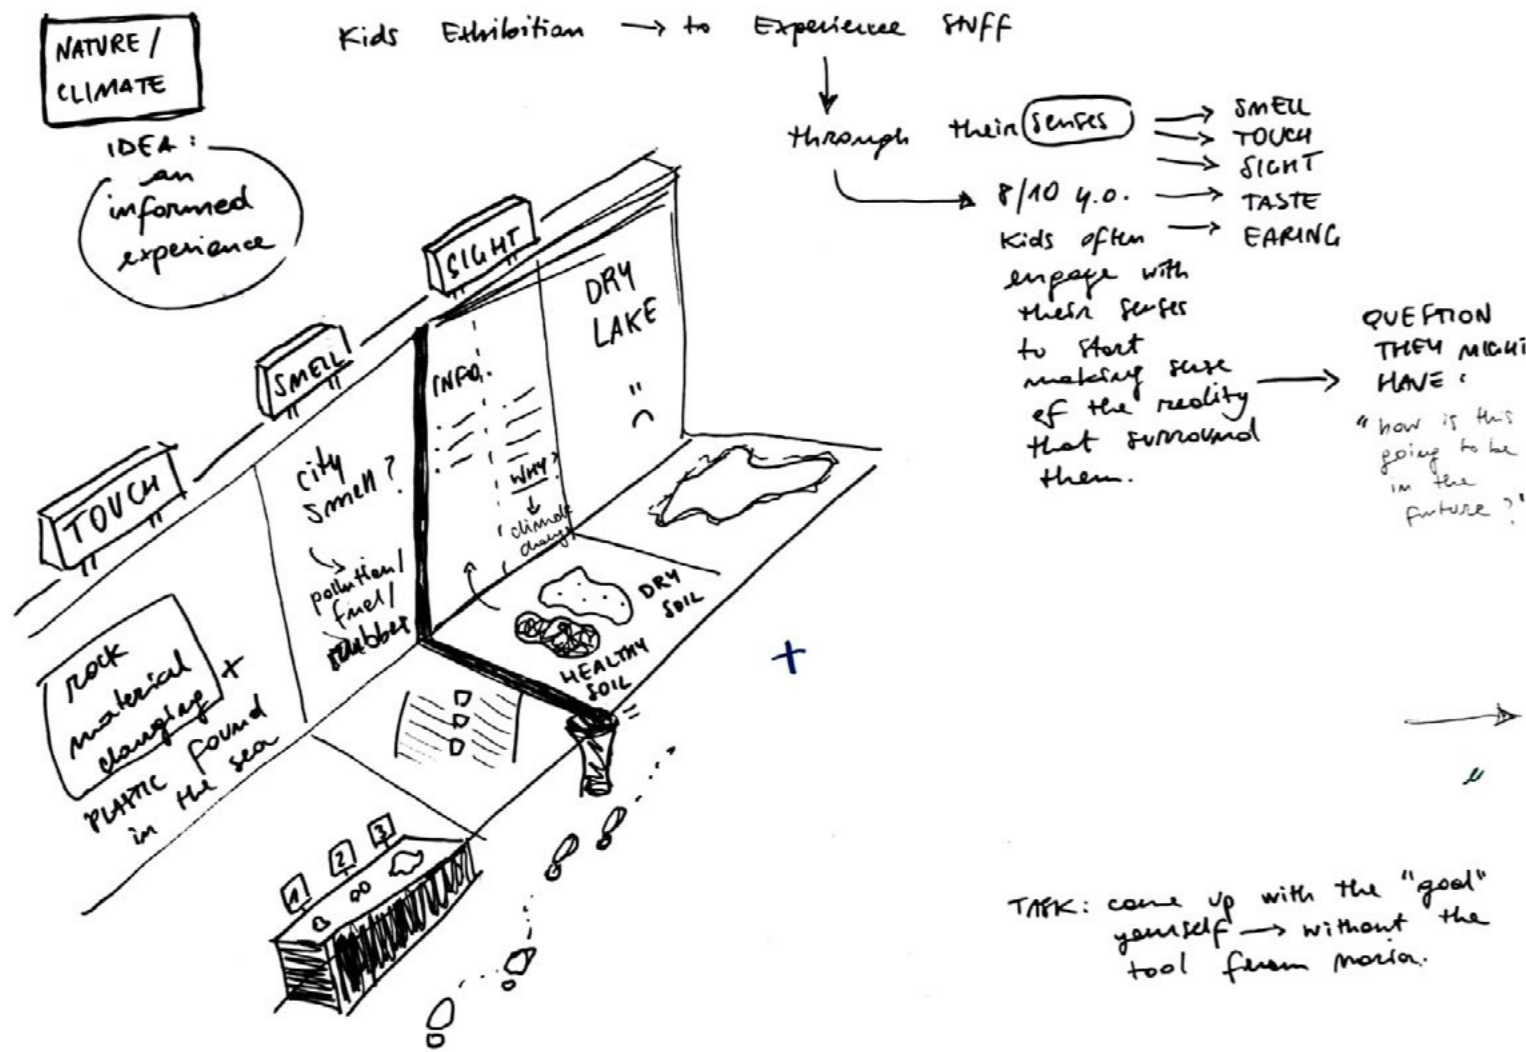 NATURE /
CLIMATE
IDEA :
an
informed
experience
Kids Exhibition → to Experience Stuff
through their senses
→ SMELL
→ TOUCH
→ SIGHT
→ TASTE
→ EARING
8/10 y.o.
Kids often
engage with
their senses
to start
making sense
of the reality
that surround
them.
QUESTION
THEY MIGHT
HAVE :
"how is this
going to be
in the
future ?"
SIGHT
SMELL
TOUCH
DRY
LAKE
INFO.
WHY?
climate
change
city
smell ?
pollution /
fuel /
rubber
rock
material
changing +
PLASTIC found
in the sea
DRY
SOIL
HEALTHY
SOIL
1 2 3
TASK: come up with the "goal"
yourself → without the
tool from Maria.